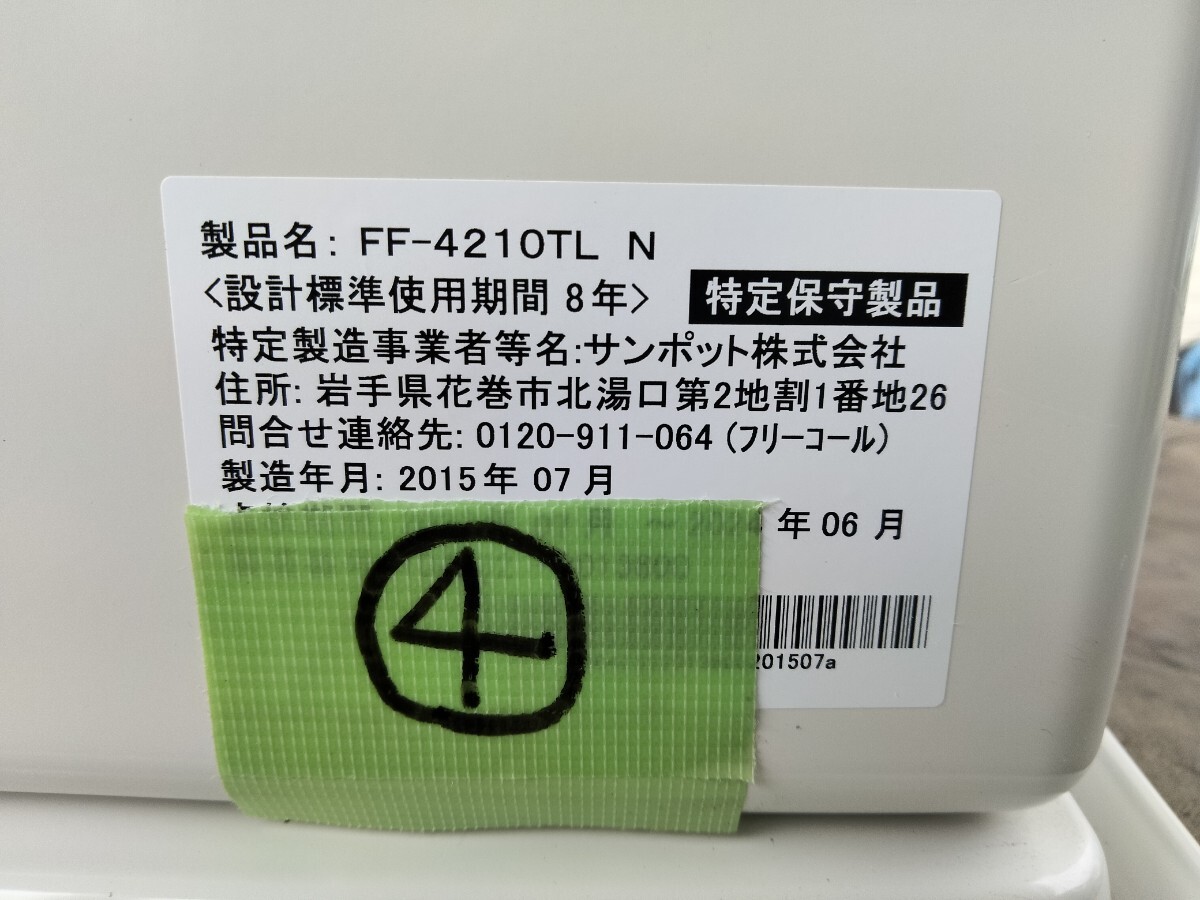 製品名: FF-4210TL N
<設計標準使用期間 8年> 特定保守製品
特定製造事業者等名:サンポット株式会社
住所: 岩手県花巻市北湯口第2地割1番地26
問合せ連絡先: 0120-911-064 (フリーコール)
製造年月: 2015年 07月
年 06 月
201507a
④